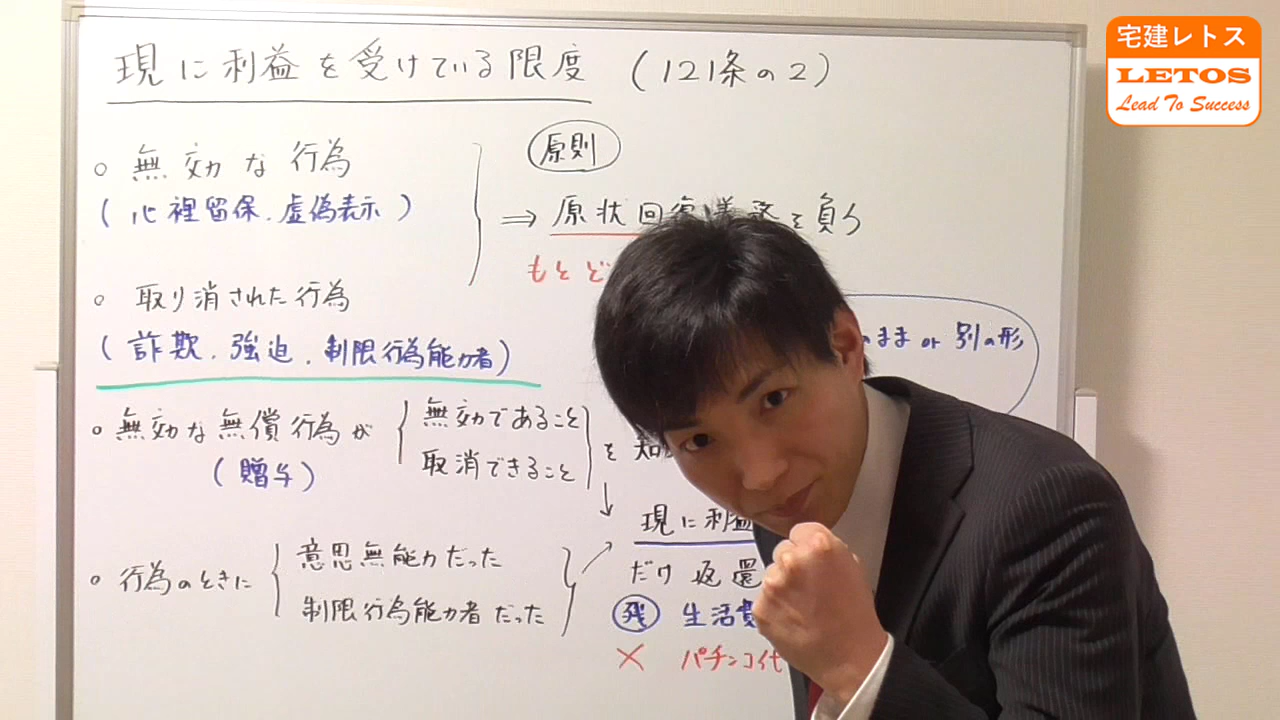 現に利益を受けている限度 (121条の2)
宅建レトス
LETOS
Lead To Success
○ 無効な行為
(心裡留保.虚偽表示)
○ 取り消された行為
(詐欺.強迫.制限行為能力者)
原則
⇒ 原状回復義務を負う
もとど
のまま or 別の形
○ 無効な無償行為が
(贈与)
無効であること
取消できること
を知
↓
現に利益
だけ返還
残 生活費
× パチンコ代
○ 行為のときに
意思無能力だった
制限行為能力者だった